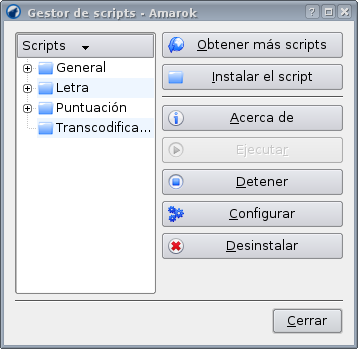 Gestor de scripts - Amarok
Scripts
General
Letra
Puntuación
Transcodifica...
Obtener más scripts
Instalar el script
Acerca de
Ejecutar
Detener
Configurar
Desinstalar
Cerrar